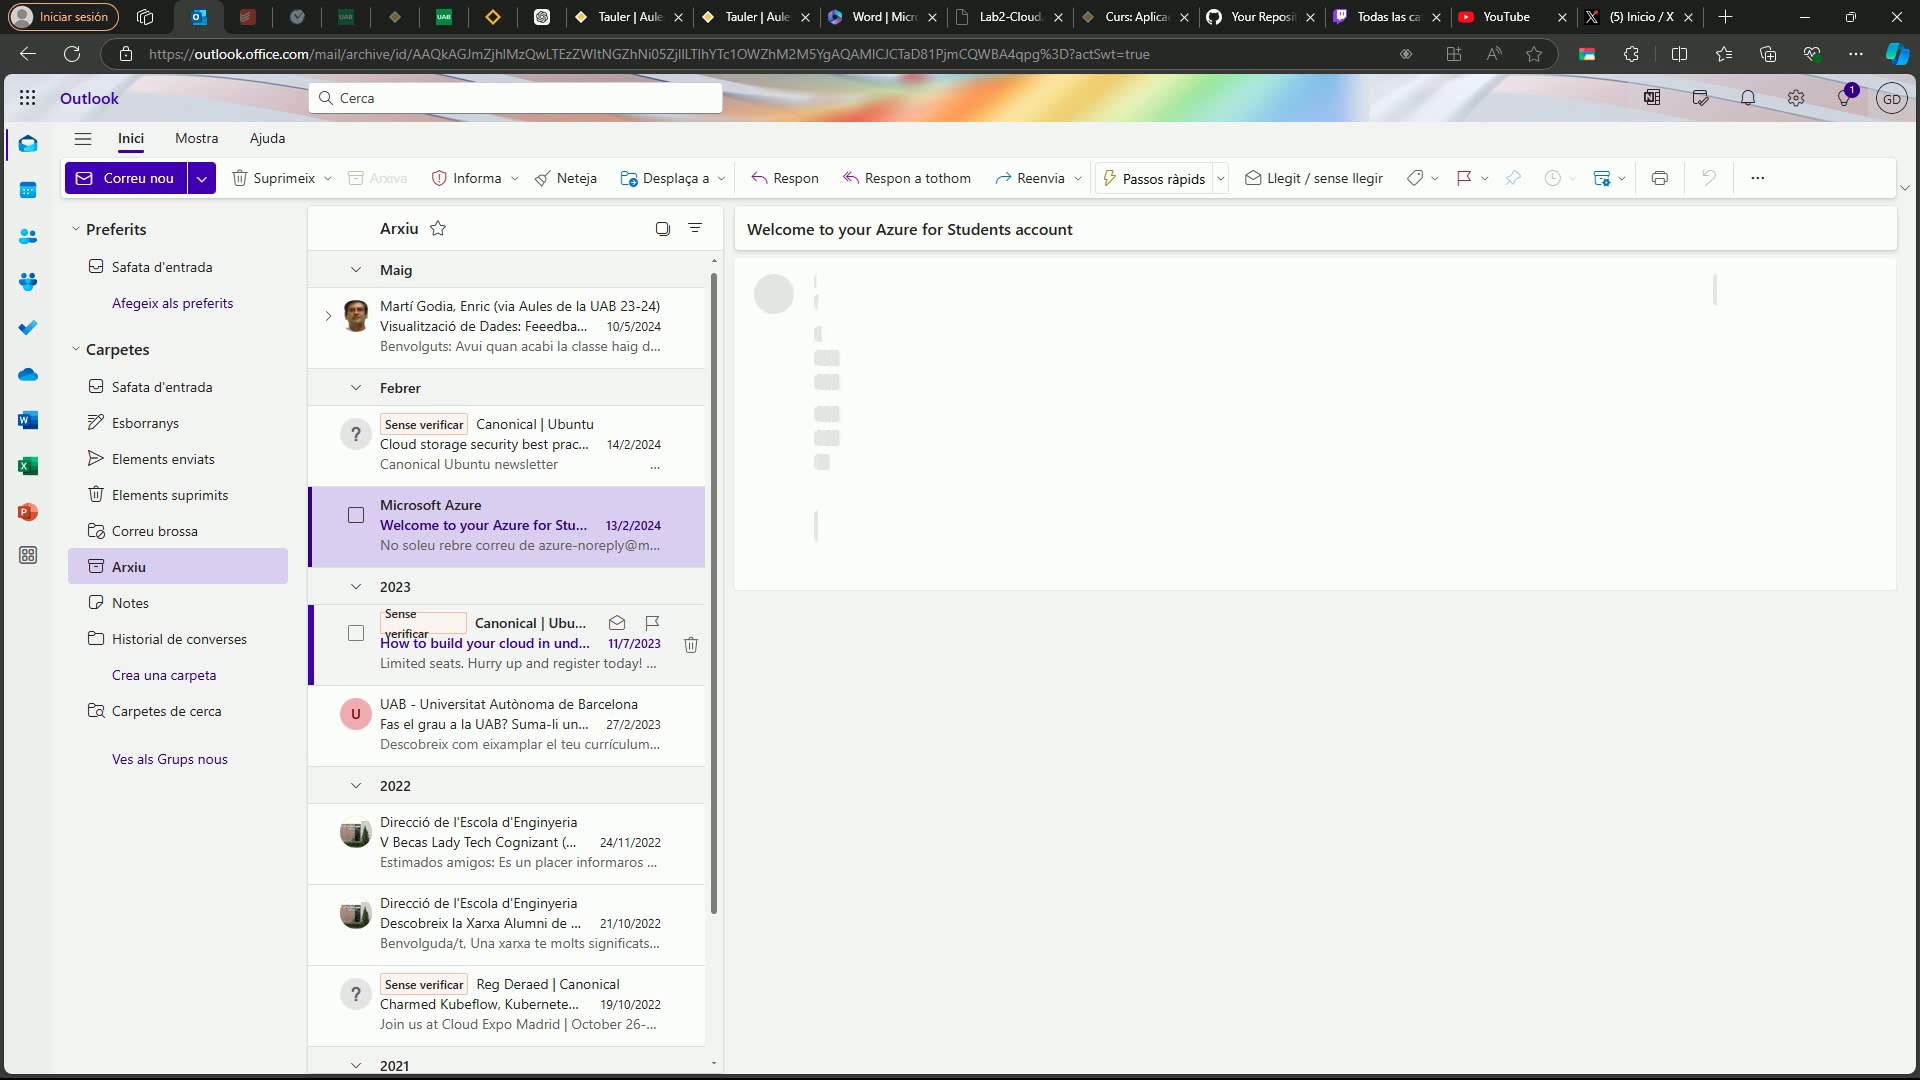 Iniciar sesión
Tauler | Aule
Tauler | Aule
Word | Micr
Lab2-Cloud
Curs: Aplica
Your Reposi
Todas las ca
YouTube
(5) Inicio / X
Outlook
Cerca
1
GD
Inici
Mostra
Ajuda
Correu nou
Suprimeix
Arxiva
Informa
Neteja
Desplaça a
Respon
Respon a tothom
Reenvia
Passos ràpids
Llegit / sense llegir
Preferits
Safata d'entrada
Afegeix als preferits
Carpetes
Safata d'entrada
Esborranys
Elements enviats
Elements suprimits
Correu brossa
Arxiu
Notes
Historial de converses
Crea una carpeta
Carpetes de cerca
Ves als Grups nous
Arxiu
Maig
Martí Godia, Enric (via Aules de la UAB 23-24)
Visualització de Dades: Feeedba... 10/5/2024
Benvolguts: Avui quan acabi la classe haig d...
Febrer
Sense verificar Canonical | Ubuntu
Cloud storage security best prac... 14/2/2024
Canonical Ubuntu newsletter ...
Microsoft Azure
Welcome to your Azure for Stu... 13/2/2024
No soleu rebre correu de azure-noreply@m...
2023
Sense verificar Canonical | Ubu...
How to build your cloud in und... 11/7/2023
Limited seats. Hurry up and register today! ...
U
UAB - Universitat Autònoma de Barcelona
Fas el grau a la UAB? Suma-li un... 27/2/2023
Descobreix com eixamplar el teu currículum...
2022
Direcció de l'Escola d'Enginyeria
V Becas Lady Tech Cognizant (... 24/11/2022
Estimados amigos: Es un placer informaros ...
Direcció de l'Escola d'Enginyeria
Descobreix la Xarxa Alumni de ... 21/10/2022
Benvolguda/t, Una xarxa te molts significats...
Sense verificar Reg Deraed | Canonical
Charmed Kubeflow, Kubernete... 19/10/2022
Join us at Cloud Expo Madrid | October 26-...
2021
Welcome to your Azure for Students account